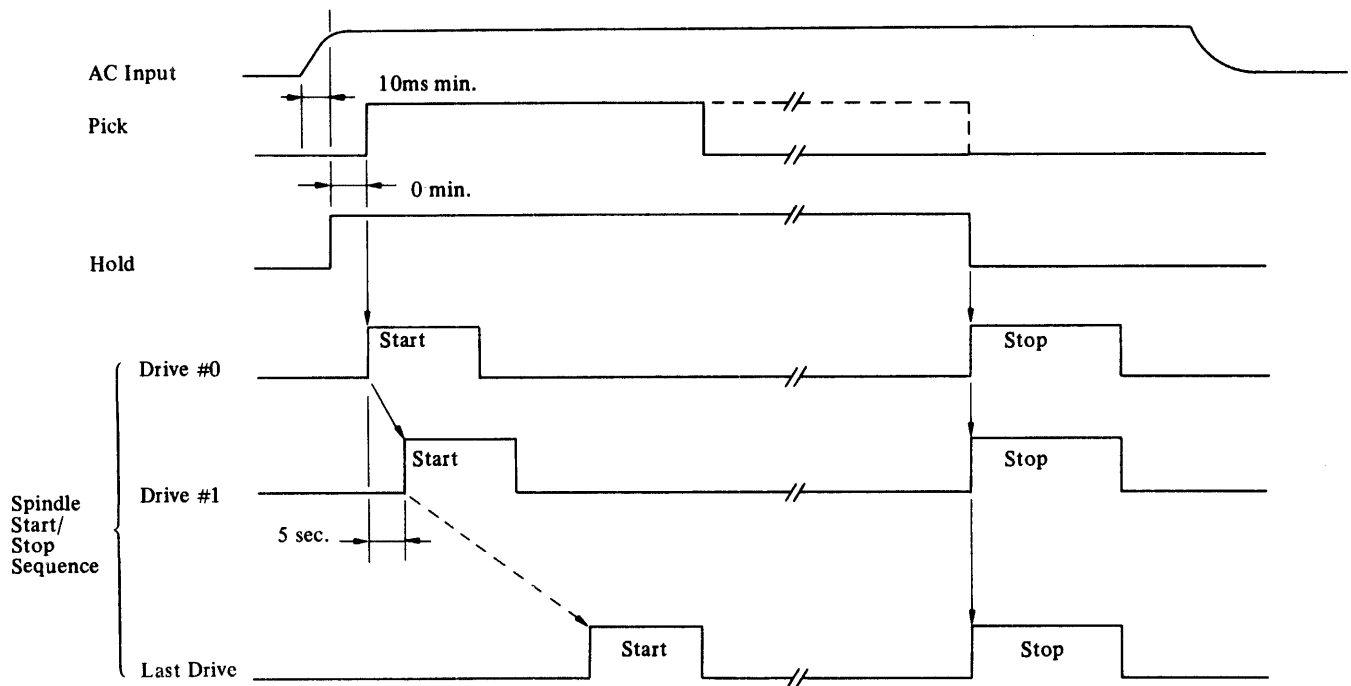 AC Input
10ms min.
Pick
0 min.
Hold
Start
Stop
Drive #0
Start
Stop
Drive #1
Spindle
Start/
Stop
Sequence
5 sec.
Start
Stop
Last Drive